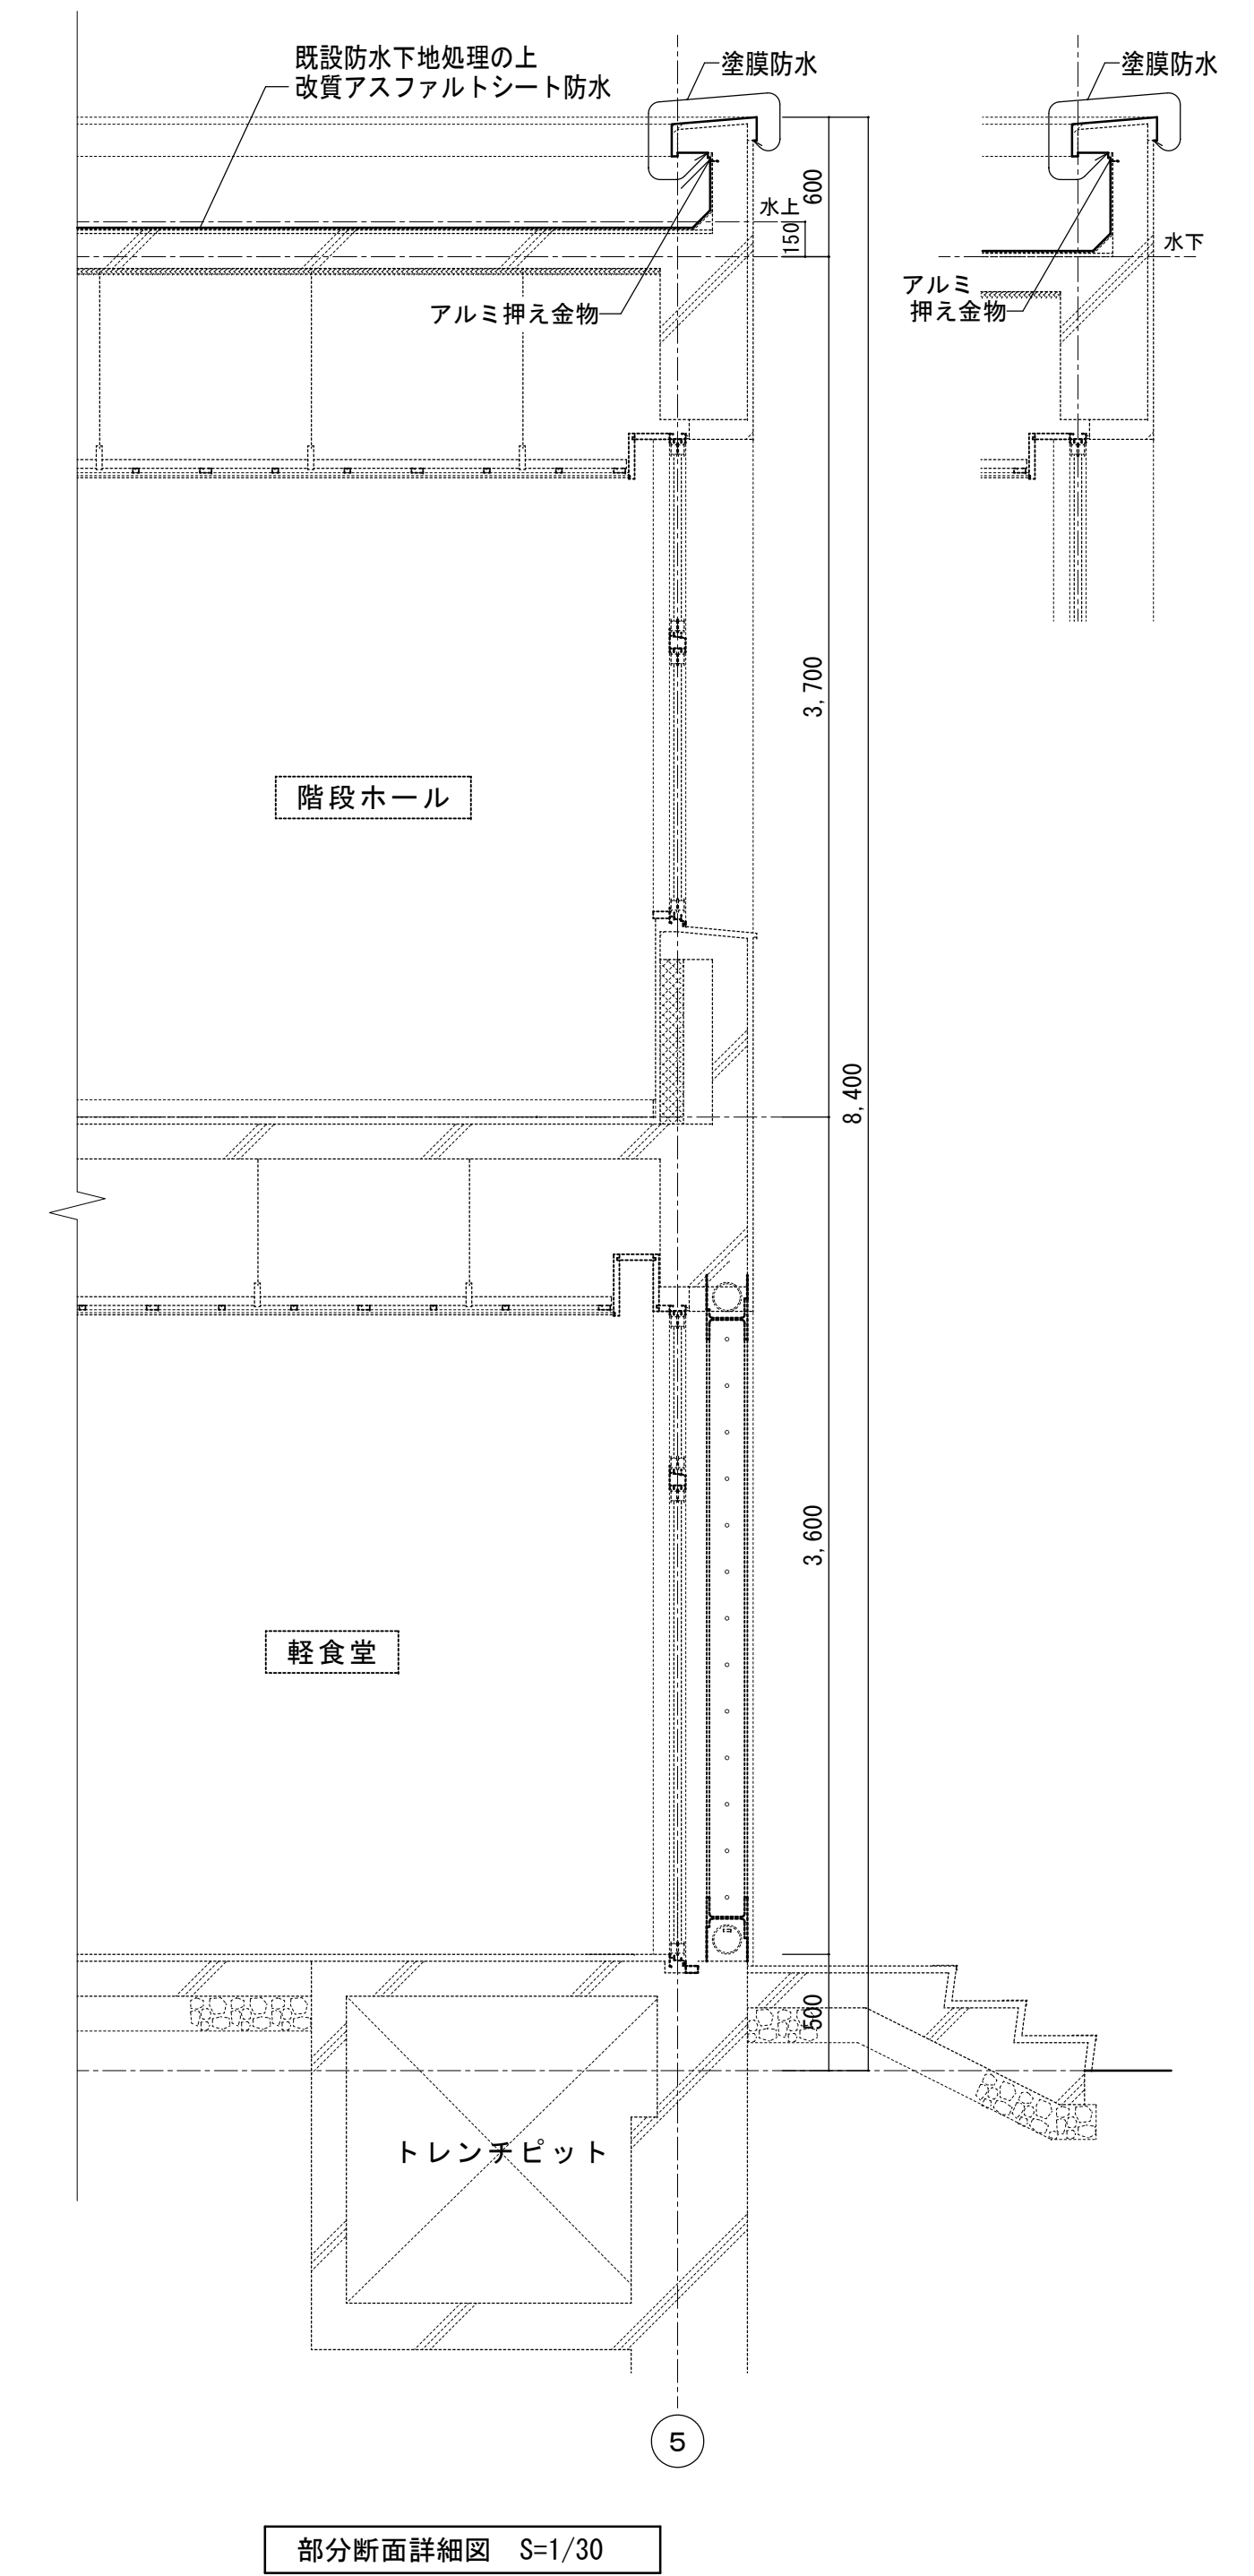 既設防水下地処理の上
改質アスファルトシート防水
塗膜防水
塗膜防水
水上
600
150
水下
アルミ押え金物
アルミ
押え金物
3,700
階段ホール
8,400
3,600
軽食堂
500
トレンチピット
5
部分断面詳細図 S=1/30